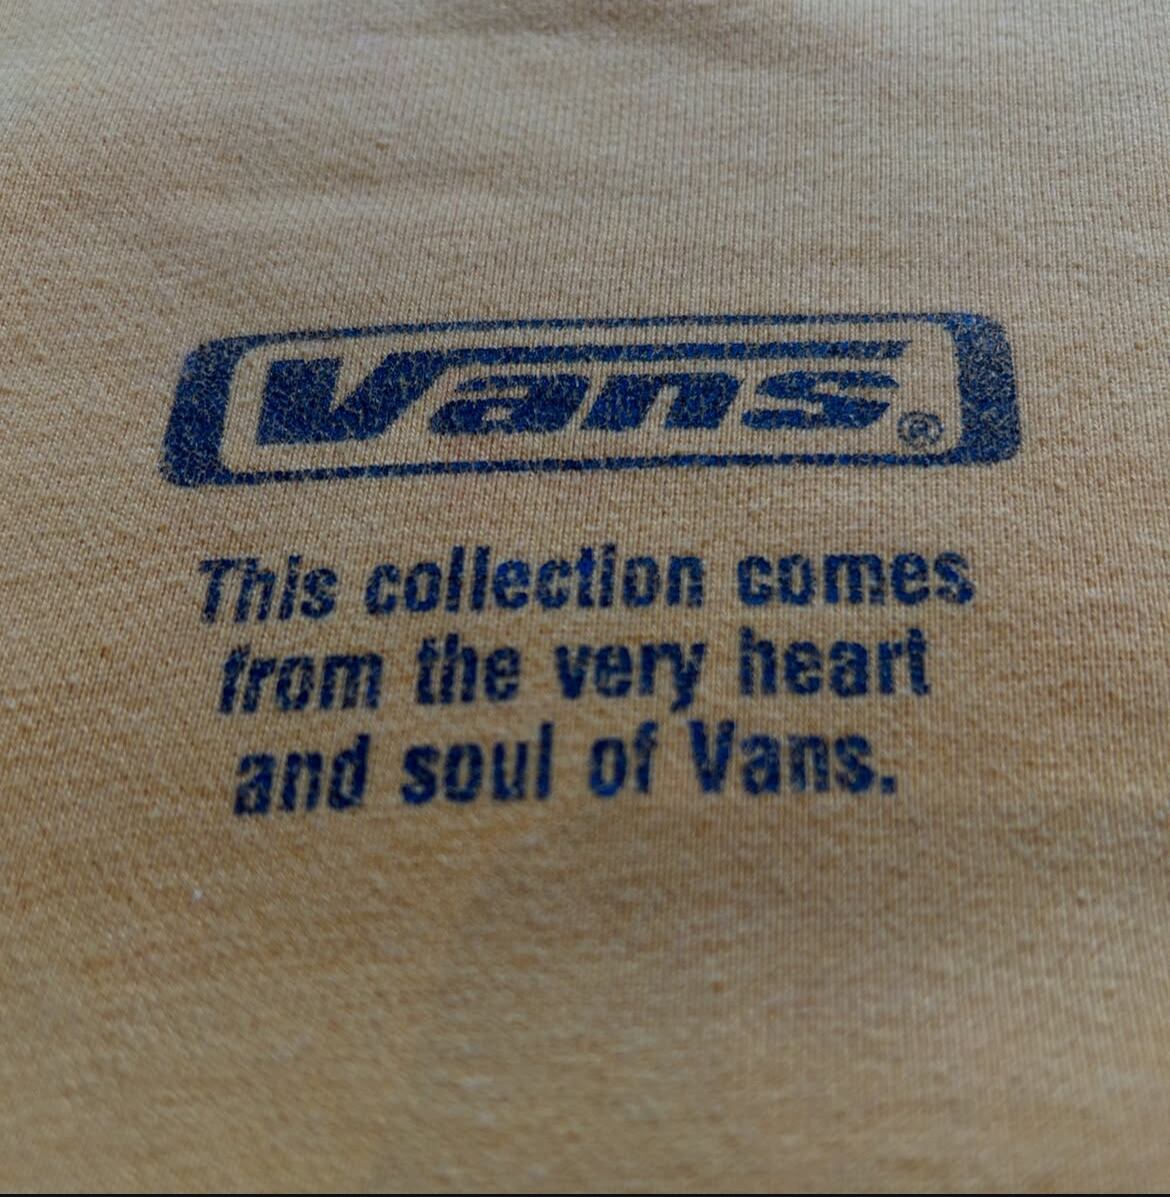 Vans®
This collection comes
from the very heart
and soul of Vans.